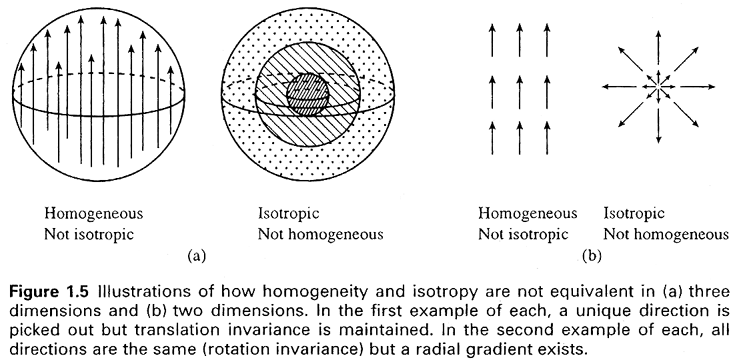 Homogeneous
Not isotropic
Isotropic
Not homogeneous
(a)
Homogeneous
Not isotropic
Isotropic
Not homogeneous
(b)
Figure 1.5 Illustrations of how homogeneity and isotropy are not equivalent in (a) three
dimensions and (b) two dimensions. In the first example of each, a unique direction is
picked out but translation invariance is maintained. In the second example of each, all
directions are the same (rotation invariance) but a radial gradient exists.